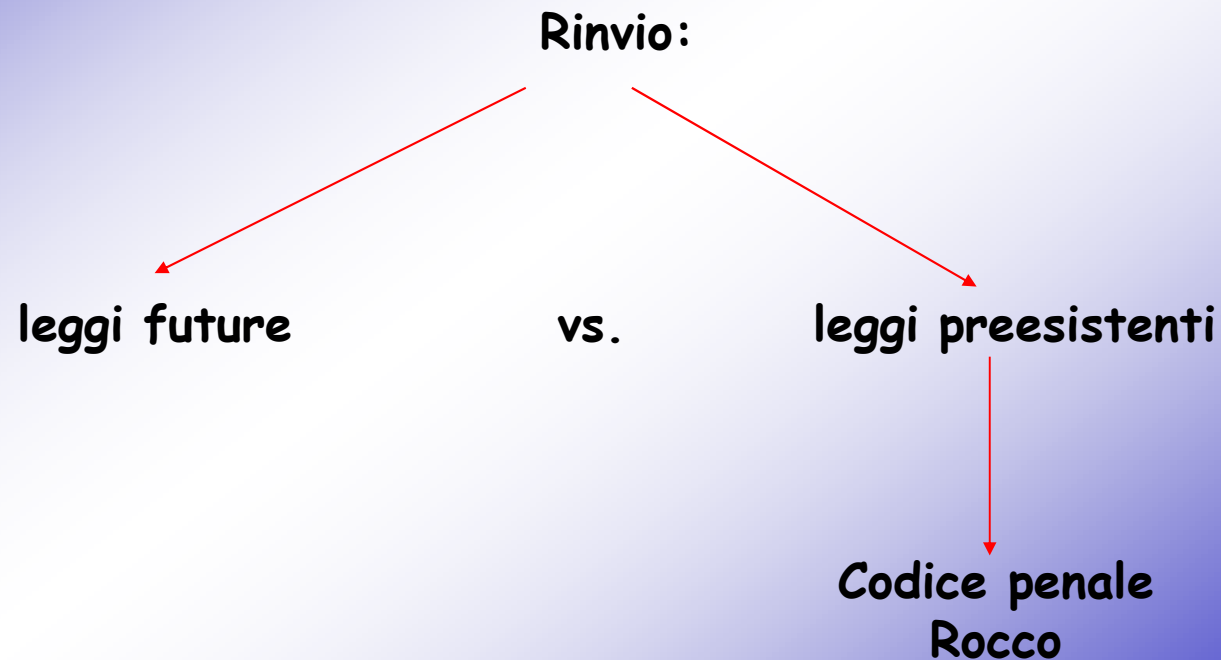 Rinvio:
leggi future vs. leggi preesistenti
Codice penale
Rocco